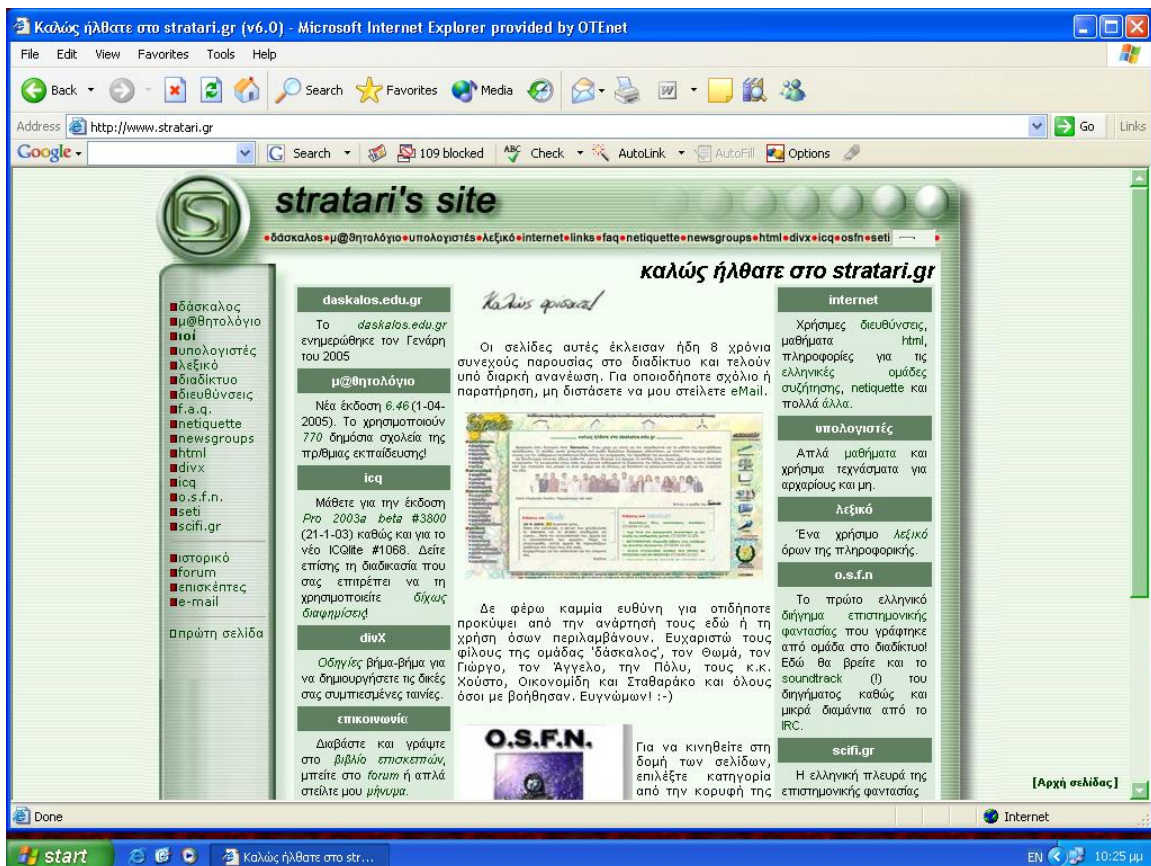 Καλώς ήλθατε στο stratari.gr (v6.0) - Microsoft Internet Explorer provided by OTEnet
File Edit View Favorites Tools Help
Back Search Favorites Media
Address http://www.stratari.gr Go Links
Google Search 109 blocked ABC Check AutoLink AutoFill Options
stratari's site
•δάσκαλος•μ@θητολόγιο•υπολογιστές•λεξικό•internet•links•faq•netiquette•newsgroups•html•divx•icq•osfn•seti
καλώς ήλθατε στο stratari.gr
δάσκαλος
μ@θητολόγιο
ιοί
υπολογιστές
λεξικό
διαδίκτυο
διευθύνσεις
f.a.q.
netiquette
newsgroups
html
divx
icq
o.s.f.n.
seti
scifi.gr
ιστορικό
forum
επισκέπτες
e-mail
πρώτη σελίδα
daskalos.edu.gr
Το daskalos.edu.gr
ενημερώθηκε τον Γενάρη
του 2005
μ@θητολόγιο
Νέα έκδοση 6.46 (1-04-
2005). Το χρησιμοποιούν
770 δημόσια σχολεία της
πρ/θμιας εκπαίδευσης!
icq
Μάθετε για την έκδοση
Pro 2003a beta #3800
(21-1-03) καθώς και για το
νέο ICQlite #1068. Δείτε
επίσης τη διαδικασία που
σας επιτρέπει να τη
χρησιμοποιείτε δίχως
διαφημίσεις!
divX
Οδηγίες βήμα-βήμα για
να δημιουργήσετε τις δικές
σας συμπιεσμένες ταινίες.
επικοινωνία
Διαβάστε και γράψτε
στο βιβλίο επισκεπτών,
μπείτε στο forum ή απλά
στείλτε μου μήνυμα.
Καλώς ορίσατε!
Οι σελίδες αυτές έκλεισαν ήδη 8 χρόνια
συνεχούς παρουσίας στο διαδίκτυο και τελούν
υπό διαρκή ανανέωση. Για οποιοδήποτε σχόλιο ή
παρατήρηση, μη διστάσετε να μου στείλετε eMail.
καλώς ήλθατε στο daskalos.edu.gr
Δε φέρω καμμία ευθύνη για οτιδήποτε
προκύψει από την ανάρτησή τους εδώ ή τη
χρήση όσων περιλαμβάνουν. Ευχαριστώ τους
φίλους της ομάδας 'δάσκαλος', τον Θωμά, τον
Γιώργο, τον Άγγελο, την Πόλυ, τους κ.κ.
Χούστο, Οικονομίδη και Σταθαράκο και όλους
όσοι με βοήθησαν. Ευγνώμων! :-)
O.S.F.N.
Για να κινηθείτε στη
δομή των σελίδων,
επιλέξτε κατηγορία
από την κορυφή της
internet
Χρήσιμες διευθύνσεις,
μαθήματα html,
πληροφορίες για τις
ελληνικές ομάδες
συζήτησης, netiquette και
πολλά άλλα.
υπολογιστές
Απλά μαθήματα και
χρήσιμα τεχνάσματα για
αρχαρίους και μη.
λεξικό
Ένα χρήσιμο λεξικό
όρων της πληροφορικής.
o.s.f.n
Το πρώτο ελληνικό
διήγημα επιστημονικής
φαντασίας που γράφτηκε
από ομάδα στο διαδίκτυο!
Εδώ θα βρείτε και το
soundtrack (!) του
διηγήματος καθώς και
μικρά διαμάντια από το
IRC.
scifi.gr
Η ελληνική πλευρά της
επιστημονικής φαντασίας
[Αρχή σελίδας]
Done Internet
start Καλώς ήλθατε στο str... EN 10:25 μμ